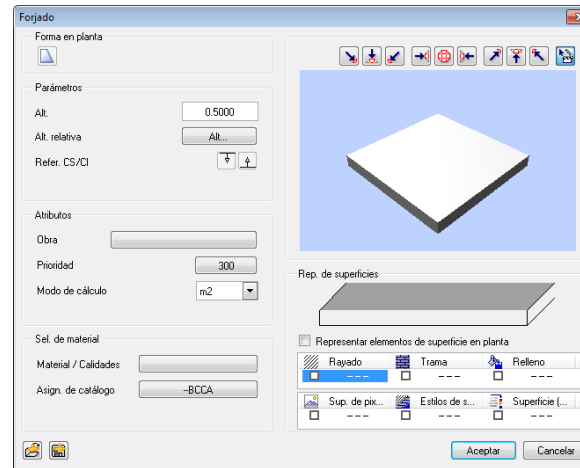 Forjado
Forma en planta
Parámetros
Alt. 0.5000
Alt. relativa Alt...
Refer. CS/CI
Atributos
Obra
Prioridad 300
Modo de cálculo m2
Sel. de material
Material / Calidades
Asign. de catálogo --BCCA
Rep. de superficies
Representar elementos de superficie en planta
Rayado Trama Relleno
--- --- ---
Sup. de pix... Estilos de s... Superficie (...
--- --- ---
Aceptar Cancelar